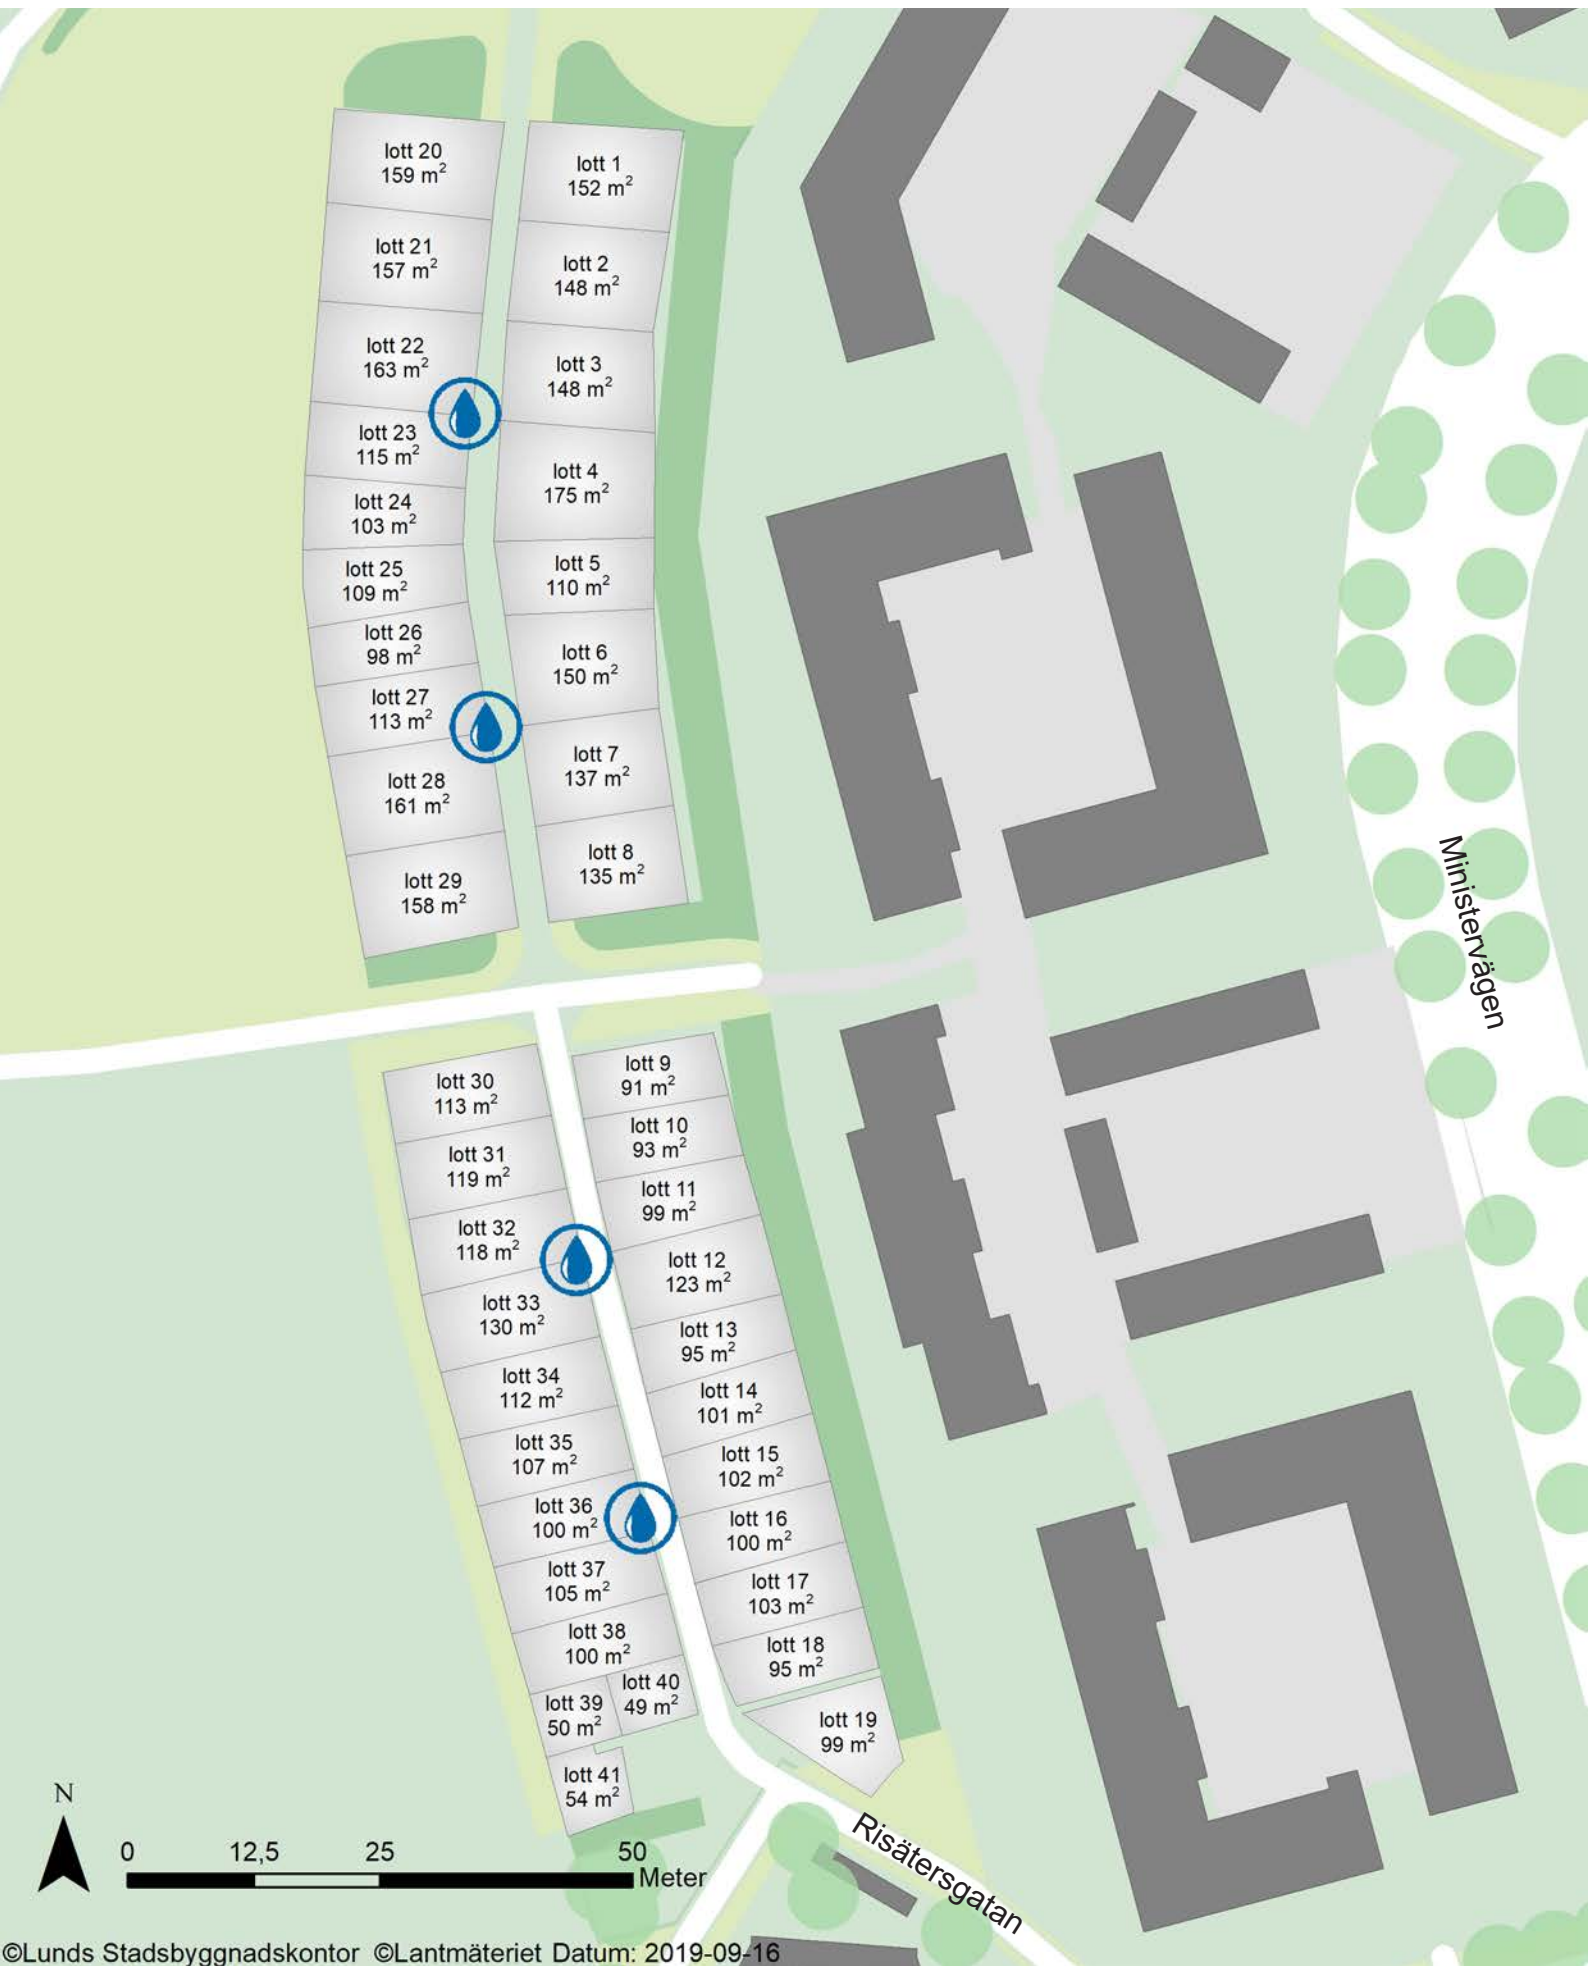 lott 20
159 m²
lott 1
152 m²
lott 21
157 m²
lott 2
148 m²
lott 22
163 m²
lott 3
148 m²
lott 23
115 m²
lott 4
175 m²
lott 24
103 m²
lott 25
109 m²
lott 5
110 m²
lott 26
98 m²
lott 6
150 m²
lott 27
113 m²
lott 7
137 m²
lott 28
161 m²
lott 8
135 m²
lott 29
158 m²
Ministervägen
lott 9
91 m²
lott 30
113 m²
lott 10
93 m²
lott 31
119 m²
lott 11
99 m²
lott 32
118 m²
lott 12
123 m²
lott 33
130 m²
lott 13
95 m²
lott 34
112 m²
lott 14
101 m²
lott 35
107 m²
lott 15
102 m²
lott 36
100 m²
lott 16
100 m²
lott 37
105 m²
lott 17
103 m²
lott 38
100 m²
lott 18
95 m²
lott 40
49 m²
lott 39
50 m²
lott 19
99 m²
lott 41
54 m²
N
0 12,5 25 50
Meter
Risätersgatan
©Lunds Stadsbyggnadskontor ©Lantmäteriet Datum: 2019-09-16